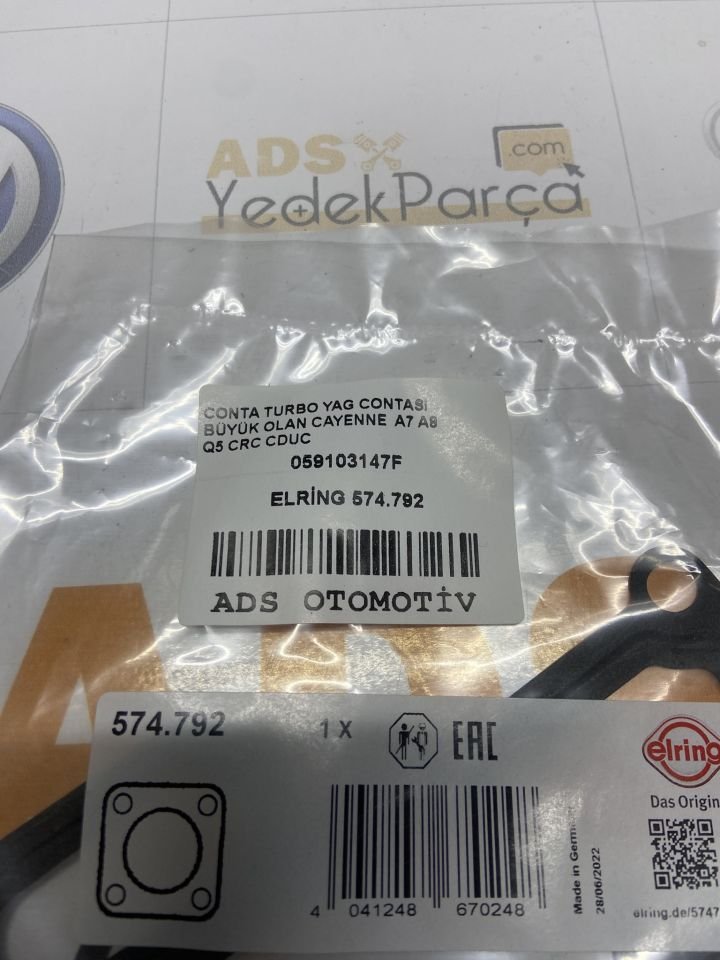 ADS
.com
YedekParça
CONTA TURBO YAG CONTASI
BÜYÜK OLAN CAYENNE A7 A8
Q5 CRC CDUC
059103147F
ELRİNG 574.792
ADS OTOMOTİV
ADS
574.792
1 X
EAC
elring
Das Origin
Made in Germ
28/06/2022
4 041248 670248
elring.de/5747